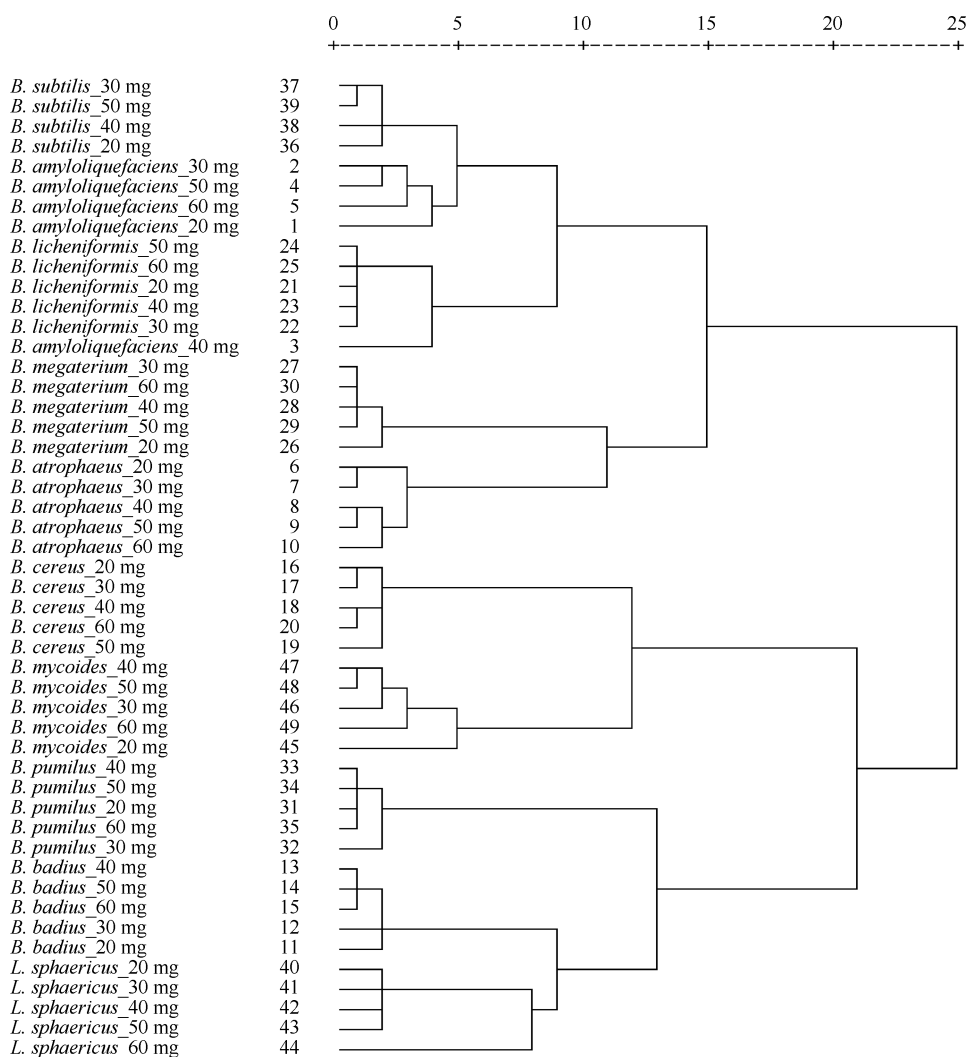 0 5 10 15 20 25
B. subtilis_30 mg 37
B. subtilis_50 mg 39
B. subtilis_40 mg 38
B. subtilis_20 mg 36
B. amyloliquefaciens_30 mg 2
B. amyloliquefaciens_50 mg 4
B. amyloliquefaciens_60 mg 5
B. amyloliquefaciens_20 mg 1
B. licheniformis_50 mg 24
B. licheniformis_60 mg 25
B. licheniformis_20 mg 21
B. licheniformis_40 mg 23
B. licheniformis_30 mg 22
B. amyloliquefaciens_40 mg 3
B. megaterium_30 mg 27
B. megaterium_60 mg 30
B. megaterium_40 mg 28
B. megaterium_50 mg 29
B. megaterium_20 mg 26
B. atrophaeus_20 mg 6
B. atrophaeus_30 mg 7
B. atrophaeus_40 mg 8
B. atrophaeus_50 mg 9
B. atrophaeus_60 mg 10
B. cereus_20 mg 16
B. cereus_30 mg 17
B. cereus_40 mg 18
B. cereus_60 mg 20
B. cereus_50 mg 19
B. mycoides_40 mg 47
B. mycoides_50 mg 48
B. mycoides_30 mg 46
B. mycoides_60 mg 49
B. mycoides_20 mg 45
B. pumilus_40 mg 33
B. pumilus_50 mg 34
B. pumilus_20 mg 31
B. pumilus_60 mg 35
B. pumilus_30 mg 32
B. badius_40 mg 13
B. badius_50 mg 14
B. badius_60 mg 15
B. badius_30 mg 12
B. badius_20 mg 11
L. sphaericus_20 mg 40
L. sphaericus_30 mg 41
L. sphaericus_40 mg 42
L. sphaericus_50 mg 43
L. sphaericus_60 mg 44